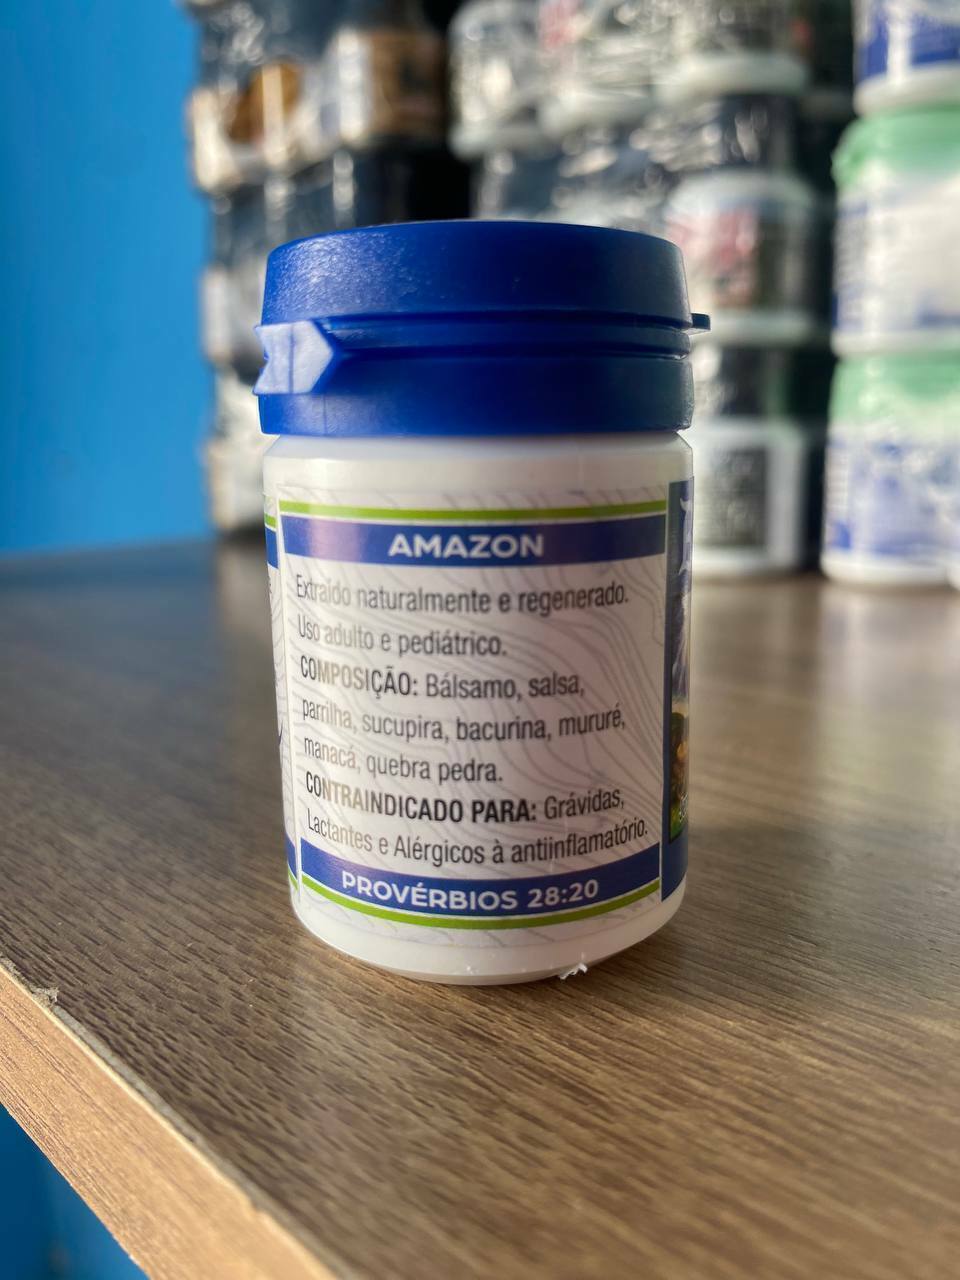 AMAZON
Extraido naturalmente e regenerado.
Uso adulto e pediátrico.
COMPOSIÇÃO: Bálsamo, salsa,
parrilha, sucupira, bacurina, mururé,
manacá, quebra pedra.
CONTRAINDICADO PARA: Grávidas,
Lactantes e Alérgicos à antiinflamatório.
PROVÉRBIOS 28:20